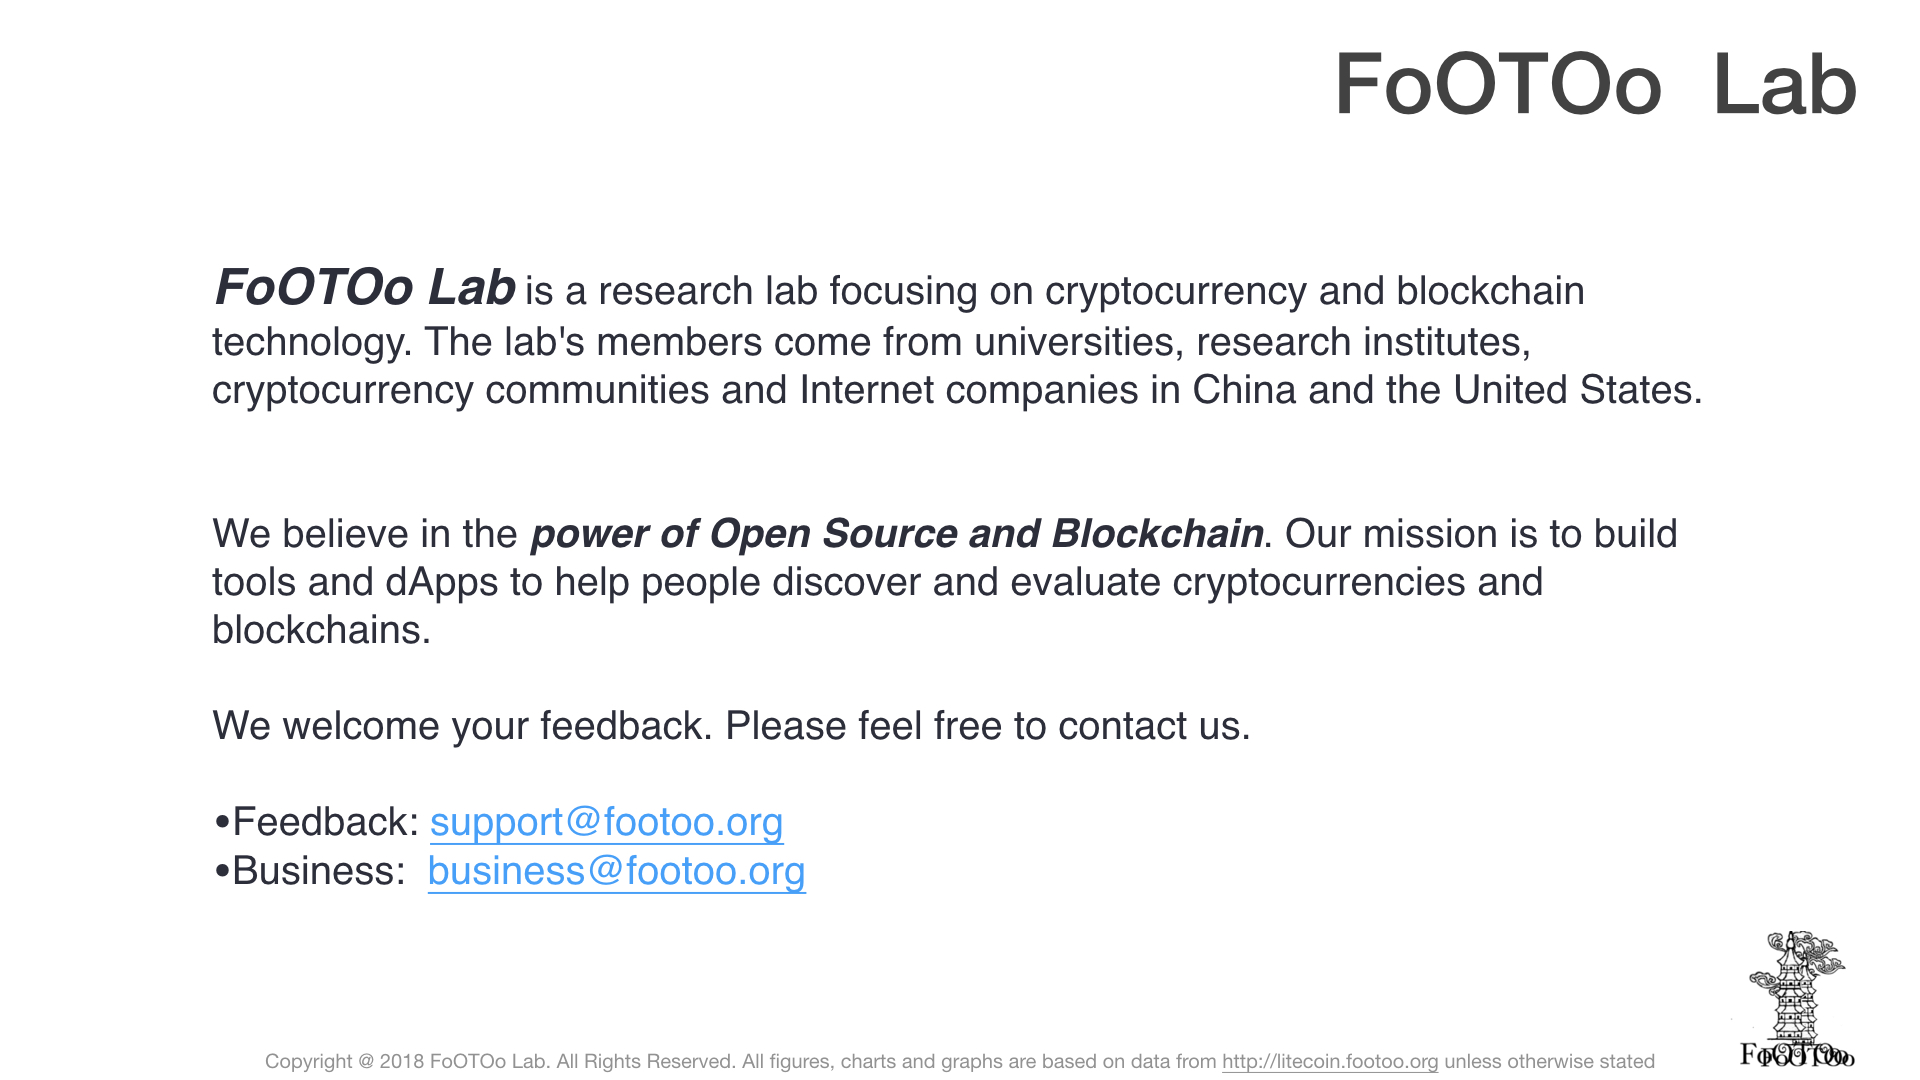 FoOTOo Lab
FoOTOo Lab is a research lab focusing on cryptocurrency and blockchain
technology. The lab's members come from universities, research institutes,
cryptocurrency communities and Internet companies in China and the United States.
We believe in the power of Open Source and Blockchain. Our mission is to build
tools and dApps to help people discover and evaluate cryptocurrencies and
blockchains.
We welcome your feedback. Please feel free to contact us.
•Feedback: support@footoo.org
•Business: business@footoo.org
Copyright @ 2018 FoOTOo Lab. All Rights Reserved. All figures, charts and graphs are based on data from http://litecoin.footoo.org unless otherwise stated
FoOTOo